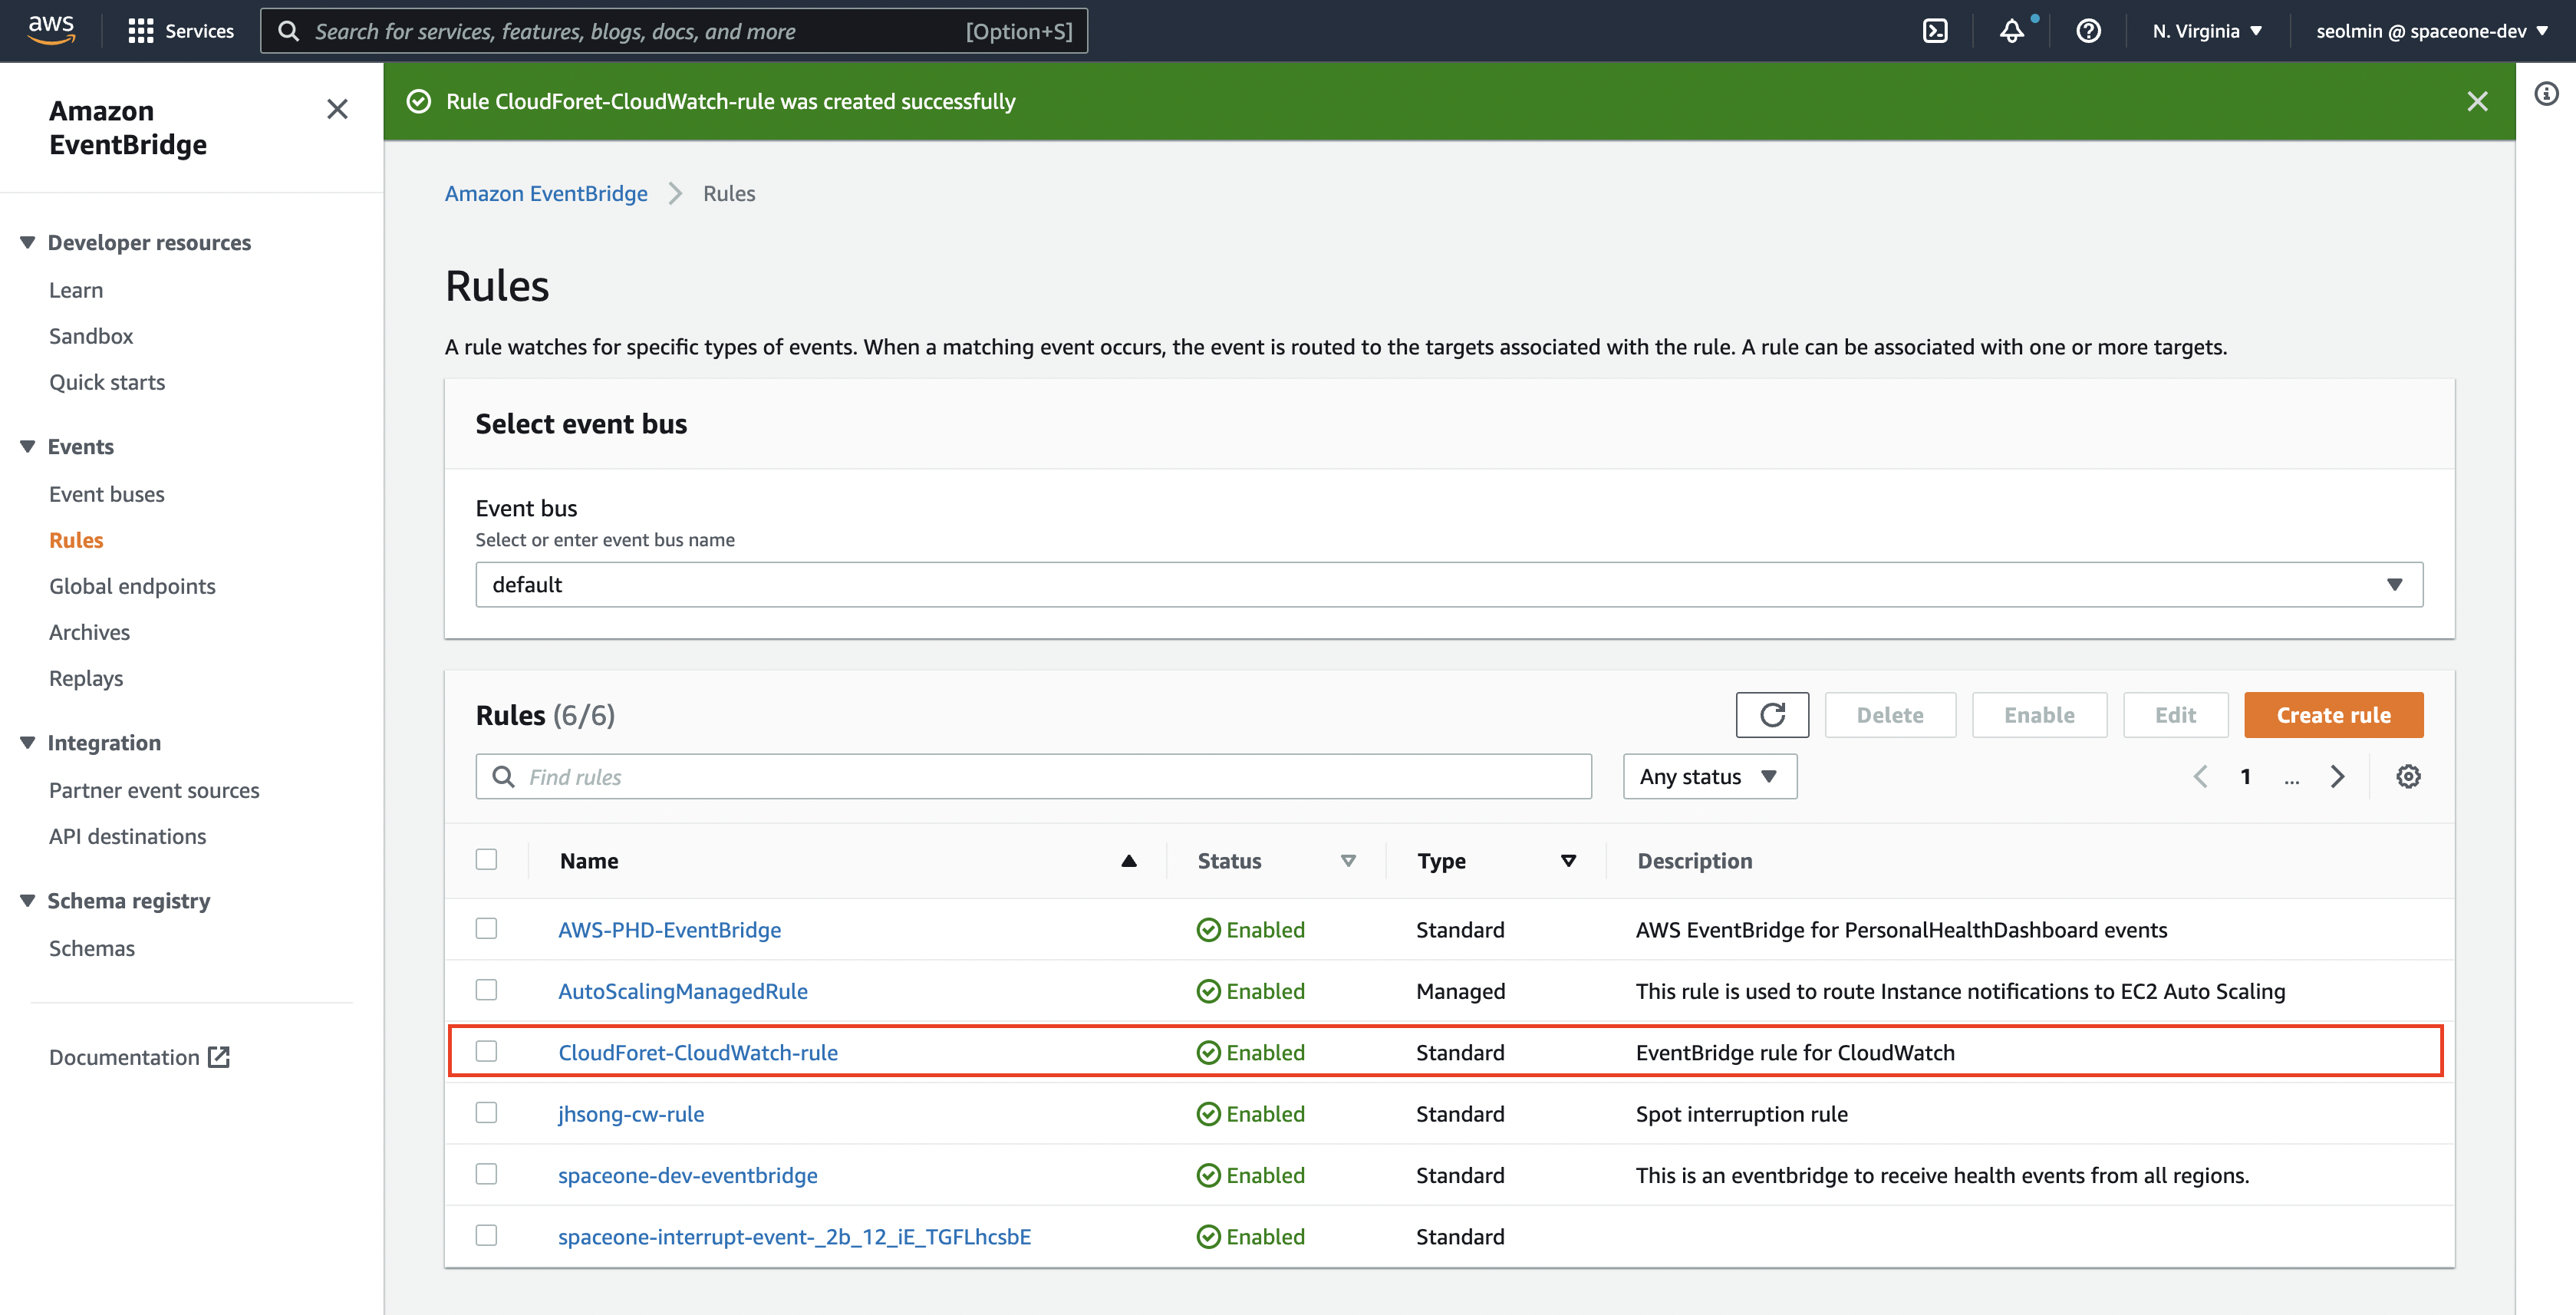 aws
Services
Search for services, features, blogs, docs, and more
[Option+S]
N. Virginia
seolmin @ spaceone-dev
Amazon
EventBridge
Developer resources
Learn
Sandbox
Quick starts
Events
Event buses
Rules
Global endpoints
Archives
Replays
Integration
Partner event sources
API destinations
Schema registry
Schemas
Documentation
Rule CloudForet-CloudWatch-rule was created successfully
Amazon EventBridge > Rules
Rules
A rule watches for specific types of events. When a matching event occurs, the event is routed to the targets associated with the rule. A rule can be associated with one or more targets.
Select event bus
Event bus
Select or enter event bus name
default
Rules (6/6)
Delete
Enable
Edit
Create rule
Find rules
Any status
1 ...
Name Status Type Description
AWS-PHD-EventBridge Enabled Standard AWS EventBridge for PersonalHealthDashboard events
AutoScalingManagedRule Enabled Managed This rule is used to route Instance notifications to EC2 Auto Scaling
CloudForet-CloudWatch-rule Enabled Standard EventBridge rule for CloudWatch
jhsong-cw-rule Enabled Standard Spot interruption rule
spaceone-dev-eventbridge Enabled Standard This is an eventbridge to receive health events from all regions.
spaceone-interrupt-event-_2b_12_iE_TGFLhcsbE Enabled Standard